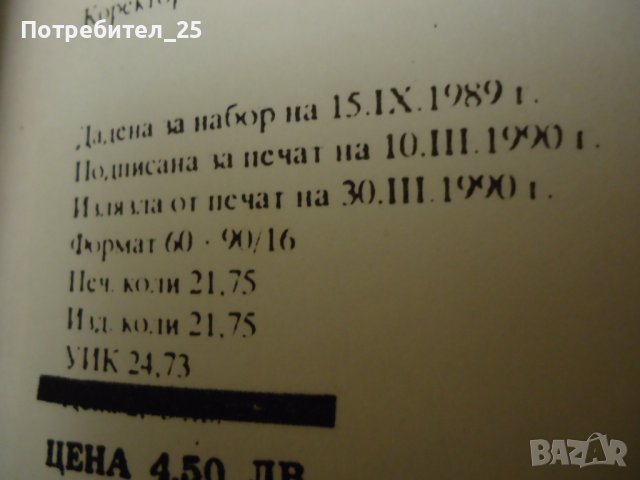 Потребител_25
Коректор
Дадена за набор на 15.IX.1989 г.
Подписана за печат на 10.III.1990 г.
Излязла от печат на 30.III.1990 г.
Формат 60 · 90/16
Печ. коли 21,75
Изд. коли 21,75
УИК 24,73
ЦЕНА 4,50 ЛВ
BAZAR